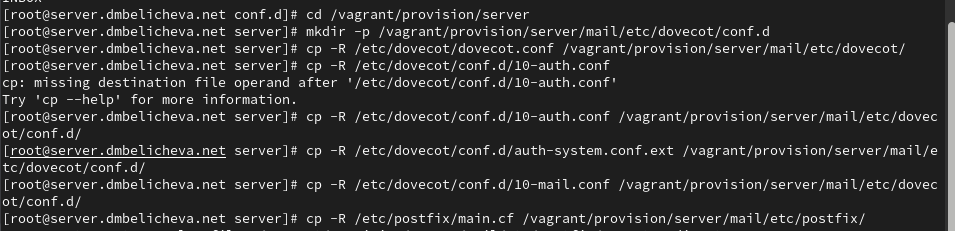 [root@server.dmbelicheva.net conf.d]# cd /vagrant/provision/server
[root@server.dmbelicheva.net server]# mkdir -p /vagrant/provision/server/mail/etc/dovecot/conf.d
[root@server.dmbelicheva.net server]# cp -R /etc/dovecot/dovecot.conf /vagrant/provision/server/mail/etc/dovecot/
[root@server.dmbelicheva.net server]# cp -R /etc/dovecot/conf.d/10-auth.conf
cp: missing destination file operand after '/etc/dovecot/conf.d/10-auth.conf'
Try 'cp --help' for more information.
[root@server.dmbelicheva.net server]# cp -R /etc/dovecot/conf.d/10-auth.conf /vagrant/provision/server/mail/etc/dovec
ot/conf.d/
[root@server.dmbelicheva.net server]# cp -R /etc/dovecot/conf.d/auth-system.conf.ext /vagrant/provision/server/mail/e
tc/dovecot/conf.d/
[root@server.dmbelicheva.net server]# cp -R /etc/dovecot/conf.d/10-mail.conf /vagrant/provision/server/mail/etc/dovec
ot/conf.d/
[root@server.dmbelicheva.net server]# cp -R /etc/postfix/main.cf /vagrant/provision/server/mail/etc/postfix/